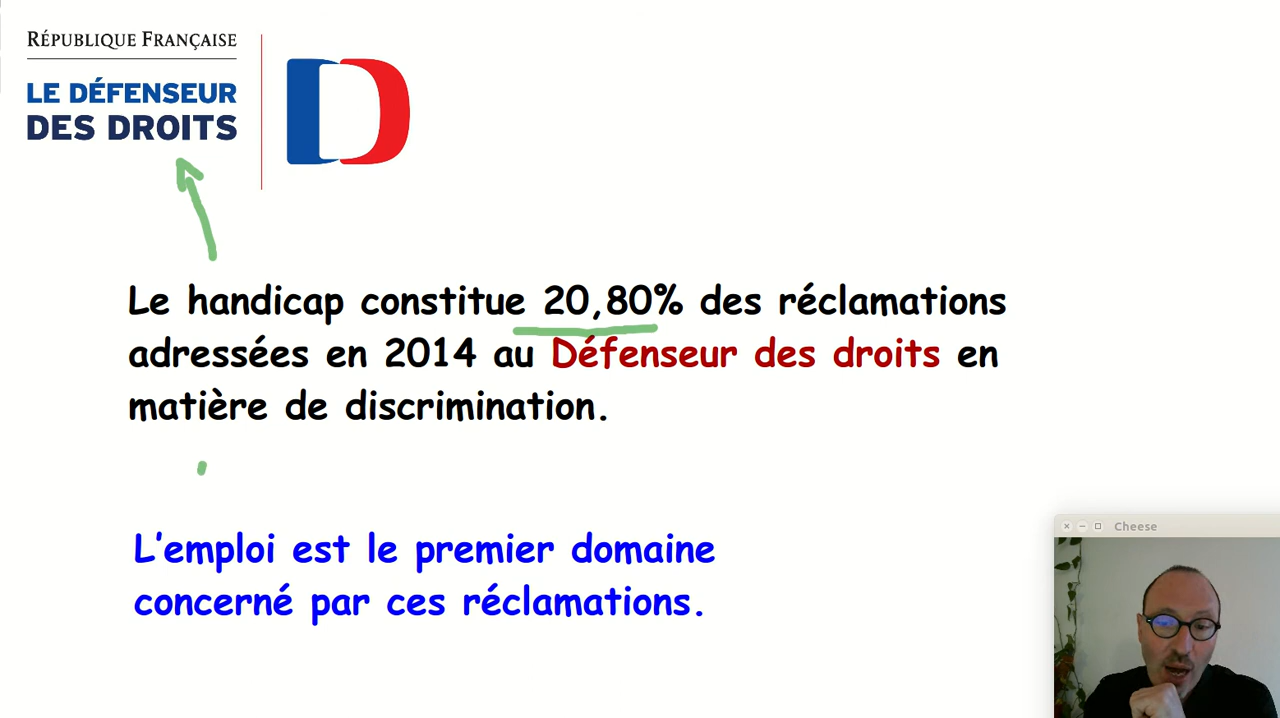 RÉPUBLIQUE FRANÇAISE
LE DÉFENSEUR
DES DROITS
Le handicap constitue 20,80% des réclamations
adressées en 2014 au Défenseur des droits en
matière de discrimination.
L'emploi est le premier domaine
concerné par ces réclamations.
Cheese